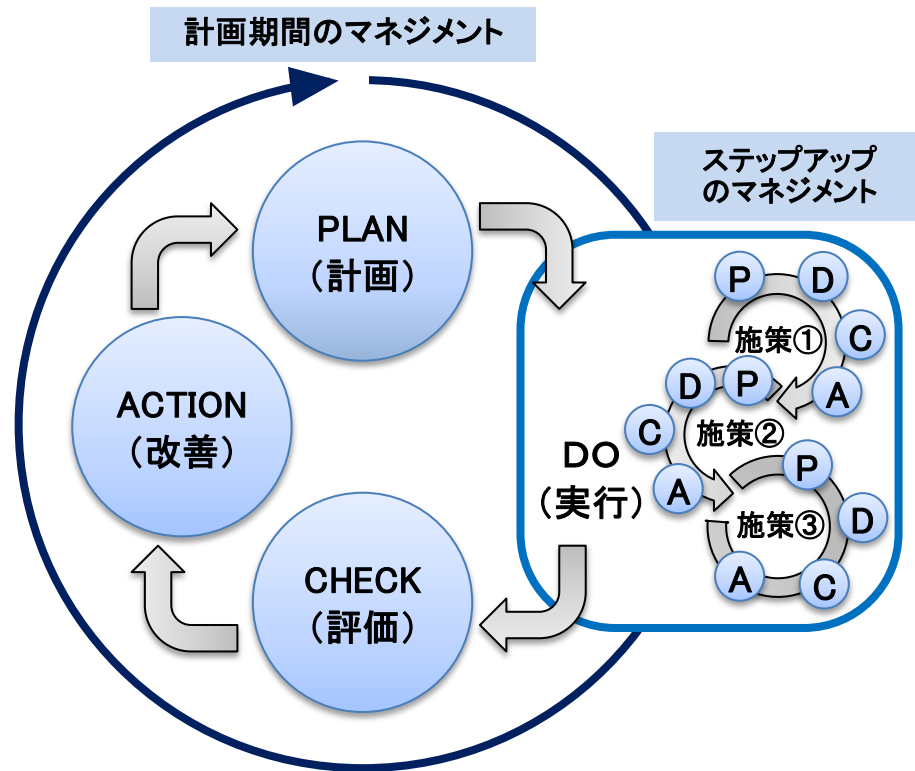 計画期間のマネジメント
ステップアップ
のマネジメント
PLAN
（計画）
ACTION
（改善）
CHECK
（評価）
DO
（実行）
P
D
C
A
施策①
P
D
C
A
施策②
P
D
C
A
施策③